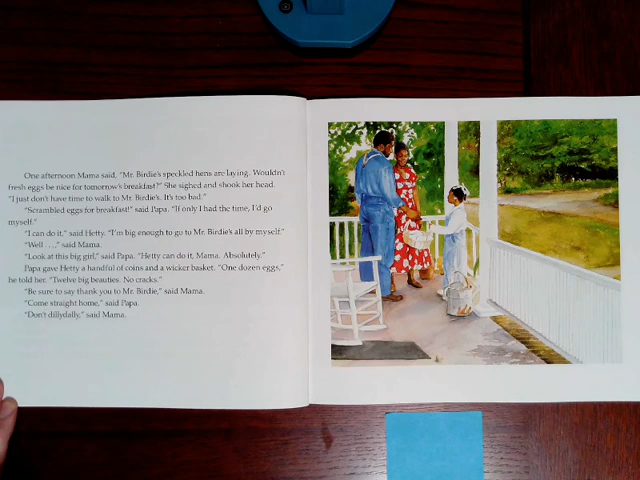 One afternoon Mama said, "Mr. Birdie's speckled hens are laying. Wouldn't
fresh eggs be nice for tomorrow's breakfast?" She sighed and shook her head.
"I just don't have time to walk to Mr. Birdie's. It's too bad."
"Scrambled eggs for breakfast!" said Papa. "If only I had the time, I'd go
myself."
"I can do it," said Hetty. "I'm big enough to go to Mr. Birdie's all by myself."
"Well . . . ," said Mama.
"Look at this big girl," said Papa. "Hetty can do it, Mama. Absolutely."
Papa gave Hetty a handful of coins and a wicker basket. "One dozen eggs,"
he told her. "Twelve big beauties. No cracks."
"Be sure to say thank you to Mr. Birdie," said Mama.
"Come straight home," said Papa.
"Don't dillydally," said Mama.